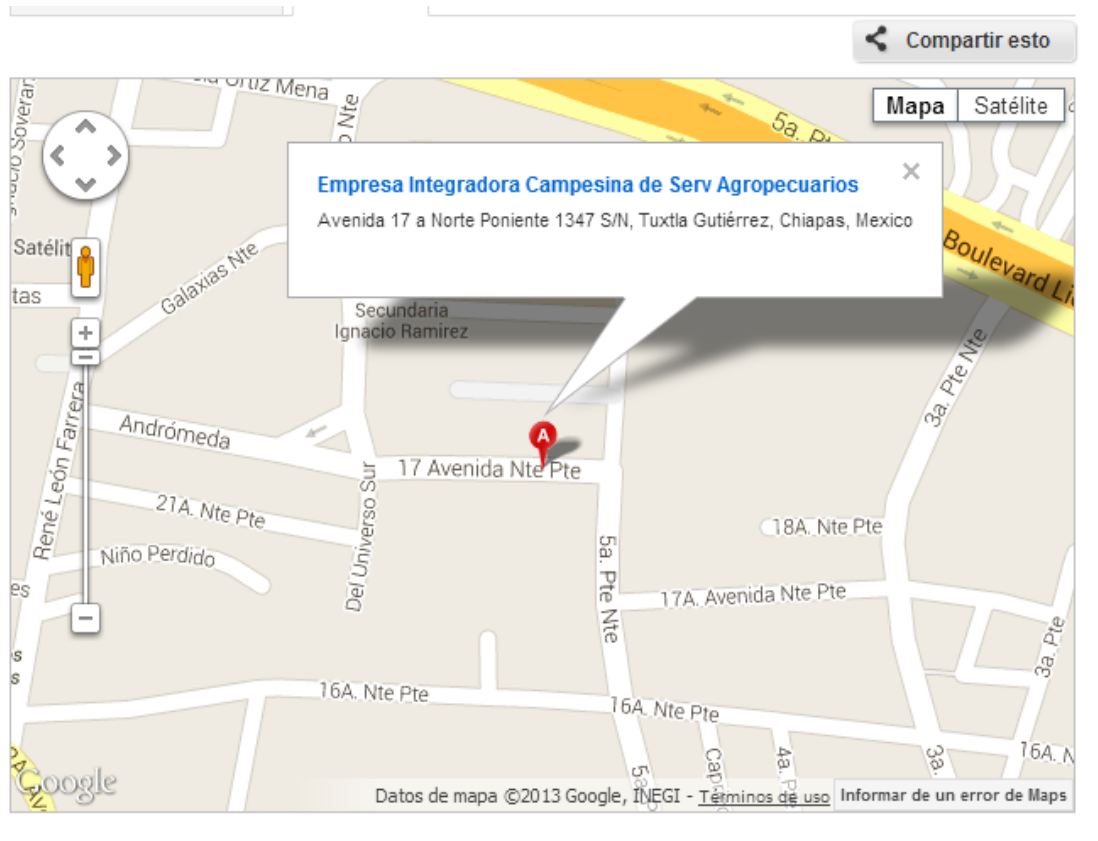 Compartir esto
Ortiz Mena
Mapa
Satélite
5a.
Empresa Integradora Campesina de Serv Agropecuarios
Avenida 17 a Norte Poniente 1347 S/N, Tuxtla Gutiérrez, Chiapas, Mexico
Boulevard
Galaxias Nte
Secundaria
Ignacio Ramirez
3a. Pte Nte
René León Farrera
Andrómeda
A
17 Avenida Nte Pte
21A. Nte Pte
Del Universo Sur
18A. Nte Pte
Niño Perdido
5a. Pte Nte
17A. Avenida Nte Pte
3a. Pte
16A. Nte Pte
16A. Nte Pte
16A. N
3a.
4a.
Google
Datos de mapa ©2013 Google, INEGI - Términos de uso
Informar de un error de Maps